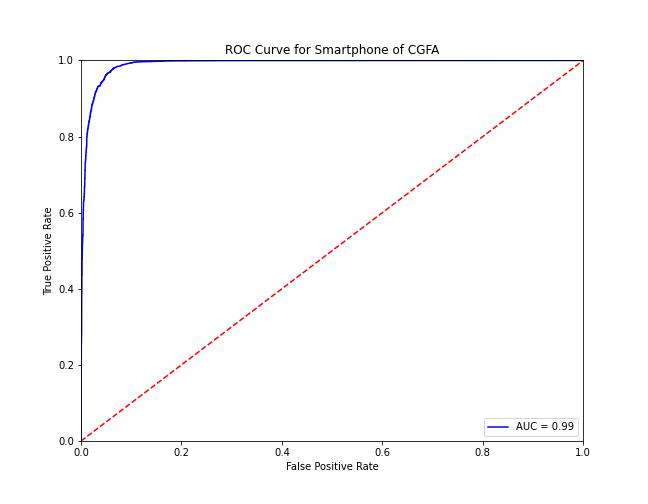 ROC Curve for Smartphone of CGFA
True Positive Rate
1.0
0.8
0.6
0.4
0.2
0.0
0.0 0.2 0.4 0.6 0.8 1.0
False Positive Rate
AUC = 0.99